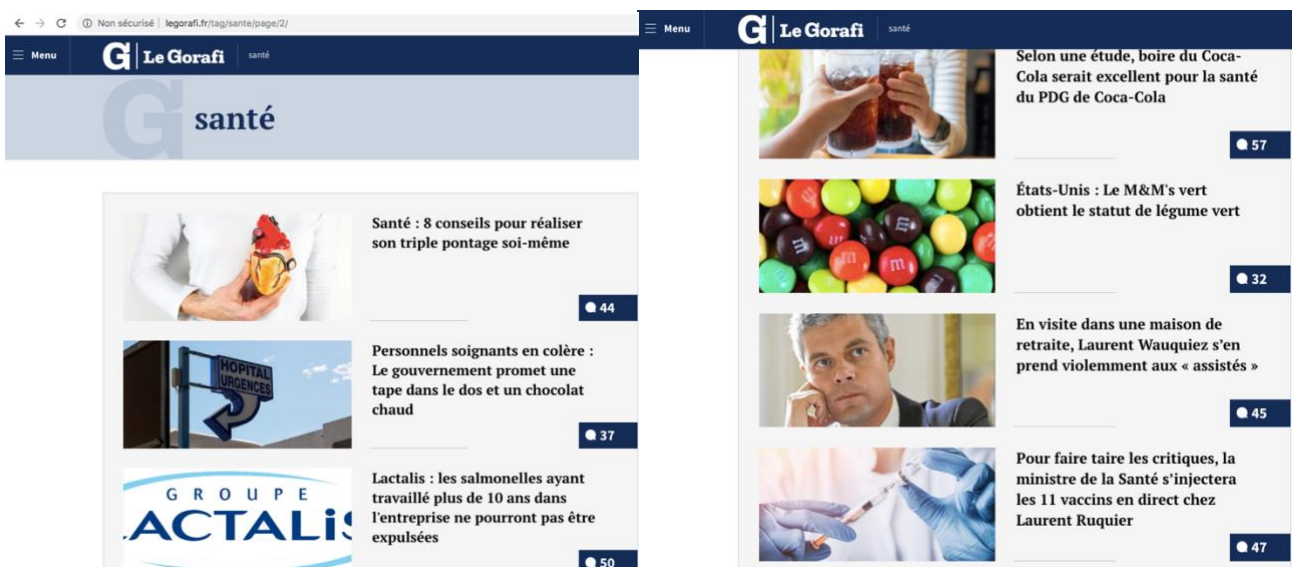 Non sécurisé | legorafi.fr/tag/sante/page/2/
Menu
G Le Gorafi
santé
G santé
Santé : 8 conseils pour réaliser
son triple pontage soi-même
44
HOPITAL
URGENCES
Personnels soignants en colère :
Le gouvernement promet une
tape dans le dos et un chocolat
chaud
37
GROUPE
ACTALiS
Lactalis : les salmonelles ayant
travaillé plus de 10 ans dans
l'entreprise ne pourront pas être
expulsées
50
Menu
G Le Gorafi
santé
Selon une étude, boire du Coca-
Cola serait excellent pour la santé
du PDG de Coca-Cola
57
m
m
m
États-Unis : Le M&M's vert
obtient le statut de légume vert
32
En visite dans une maison de
retraite, Laurent Wauquiez s’en
prend violemment aux « assistés »
45
Pour faire taire les critiques, la
ministre de la Santé s’injectera
les 11 vaccins en direct chez
Laurent Ruquier
47